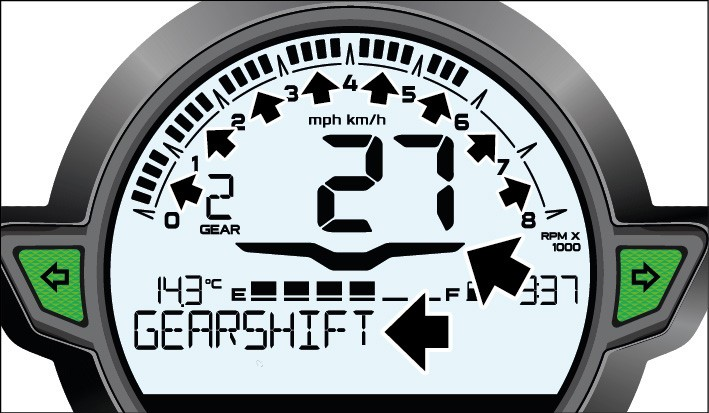 0 1 2 3 4 5 6 7 8
mph km/h
2 27
GEAR
RPM X
1000
14.3°C E F 337
GEARSHIFT